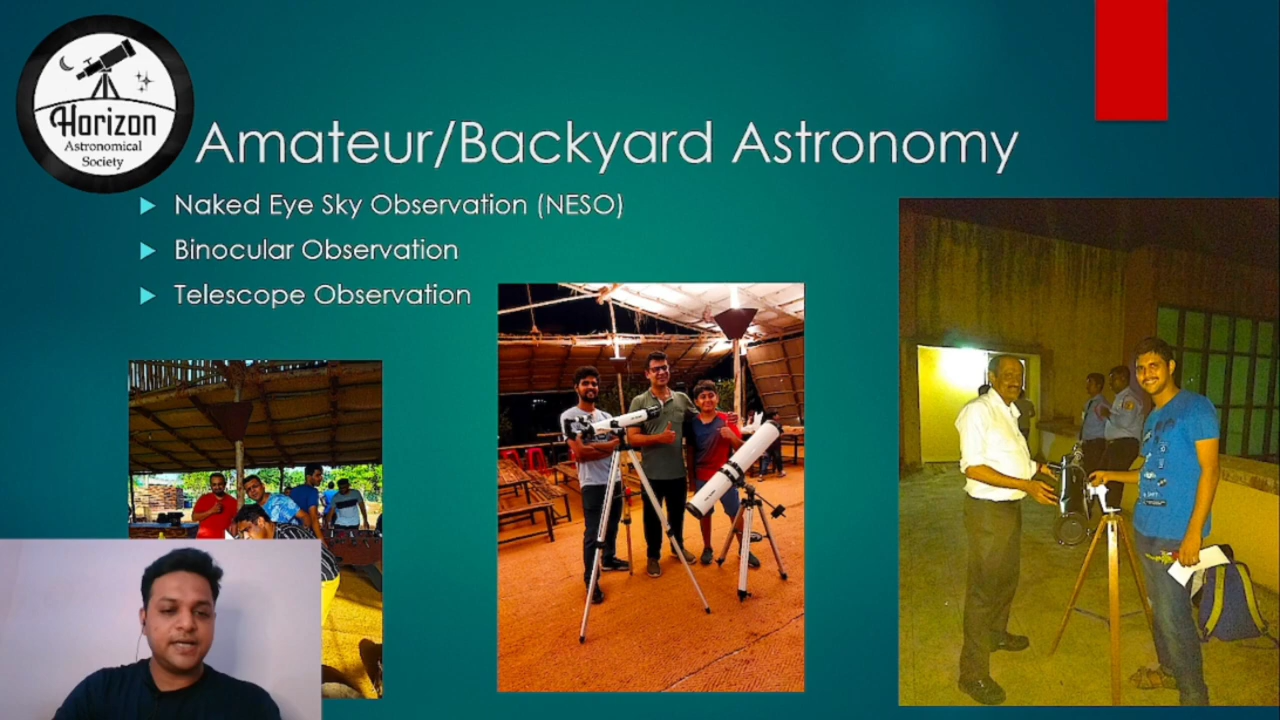 Horizon
Astronomical
Society
Amateur/Backyard Astronomy
Naked Eye Sky Observation (NESO)
Binocular Observation
Telescope Observation